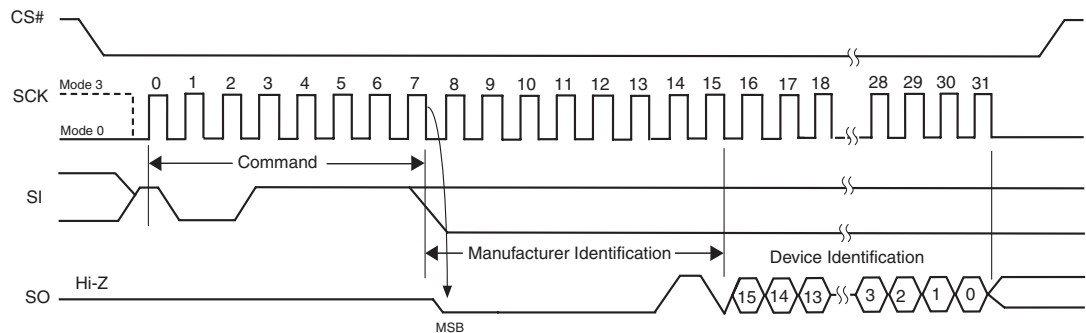 CS#
0 1 2 3 4 5 6 7 8 9 10 11 12 13 14 15 16 17 18 28 29 30 31
Mode 3
SCK
Mode 0
Command
SI
Manufacturer Identification
Device Identification
Hi-Z
SO
15 14 13 3 2 1 0
MSB